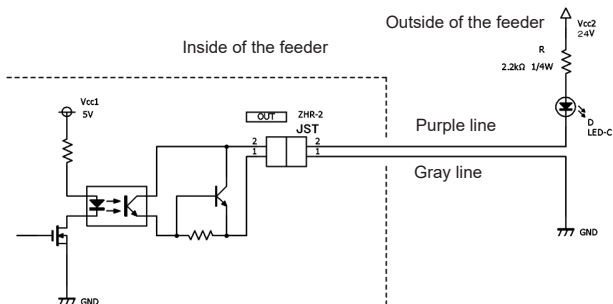 Outside of the feeder
Vcc2
24V
Inside of the feeder
R
2.2kΩ 1/4W
Vcc1
5V
OUT
ZHR-2
JST
D
LED-C
Purple line
2
2
1
1
Gray line
GND
GND